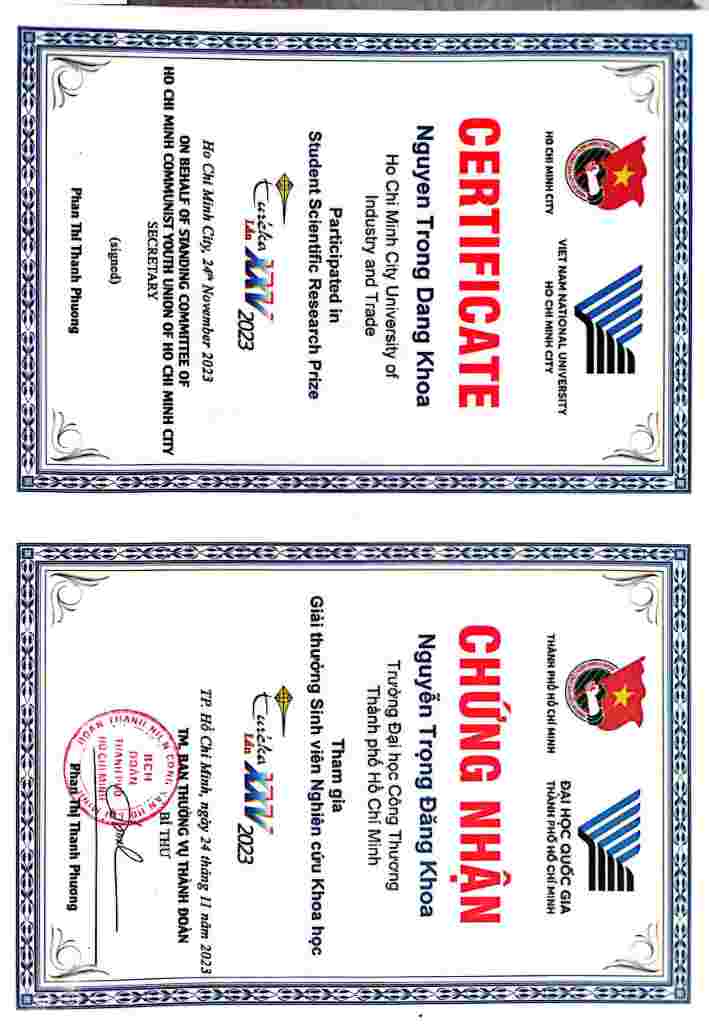 HO CHI MINH CITY
VIET NAM NATIONAL UNIVERSITY
HO CHI MINH CITY
CERTIFICATE
Nguyen Trong Dang Khoa
Ho Chi Minh City University of
Industry and Trade
Participated in
Student Scientific Research Prize
Euréka
Lần XXV 2023
Ho Chi Minh City, 24th November 2023
ON BEHALF OF STANDING COMMITTEE OF
HO CHI MINH COMMUNIST YOUTH UNION OF HO CHI MINH CITY
SECRETARY
(signed)
Phan Thi Thanh Phuong
THÀNH PHỐ HỒ CHÍ MINH
ĐẠI HỌC QUỐC GIA
THÀNH PHỐ HỒ CHÍ MINH
CHỨNG NHẬN
Nguyễn Trọng Đăng Khoa
Trường Đại học Công Thương
Thành phố Hồ Chí Minh
Tham gia
Giải thưởng Sinh viên Nghiên cứu Khoa học
Euréka
Lần XXV 2023
TP. Hồ Chí Minh, ngày 24 tháng 11 năm 2023
TM. BAN THƯỜNG VỤ THÀNH ĐOÀN
BÍ THƯ
BCH
ĐOÀN
THÀNH PHỐ
HỒ CHÍ MINH
Phan Thị Thanh Phương